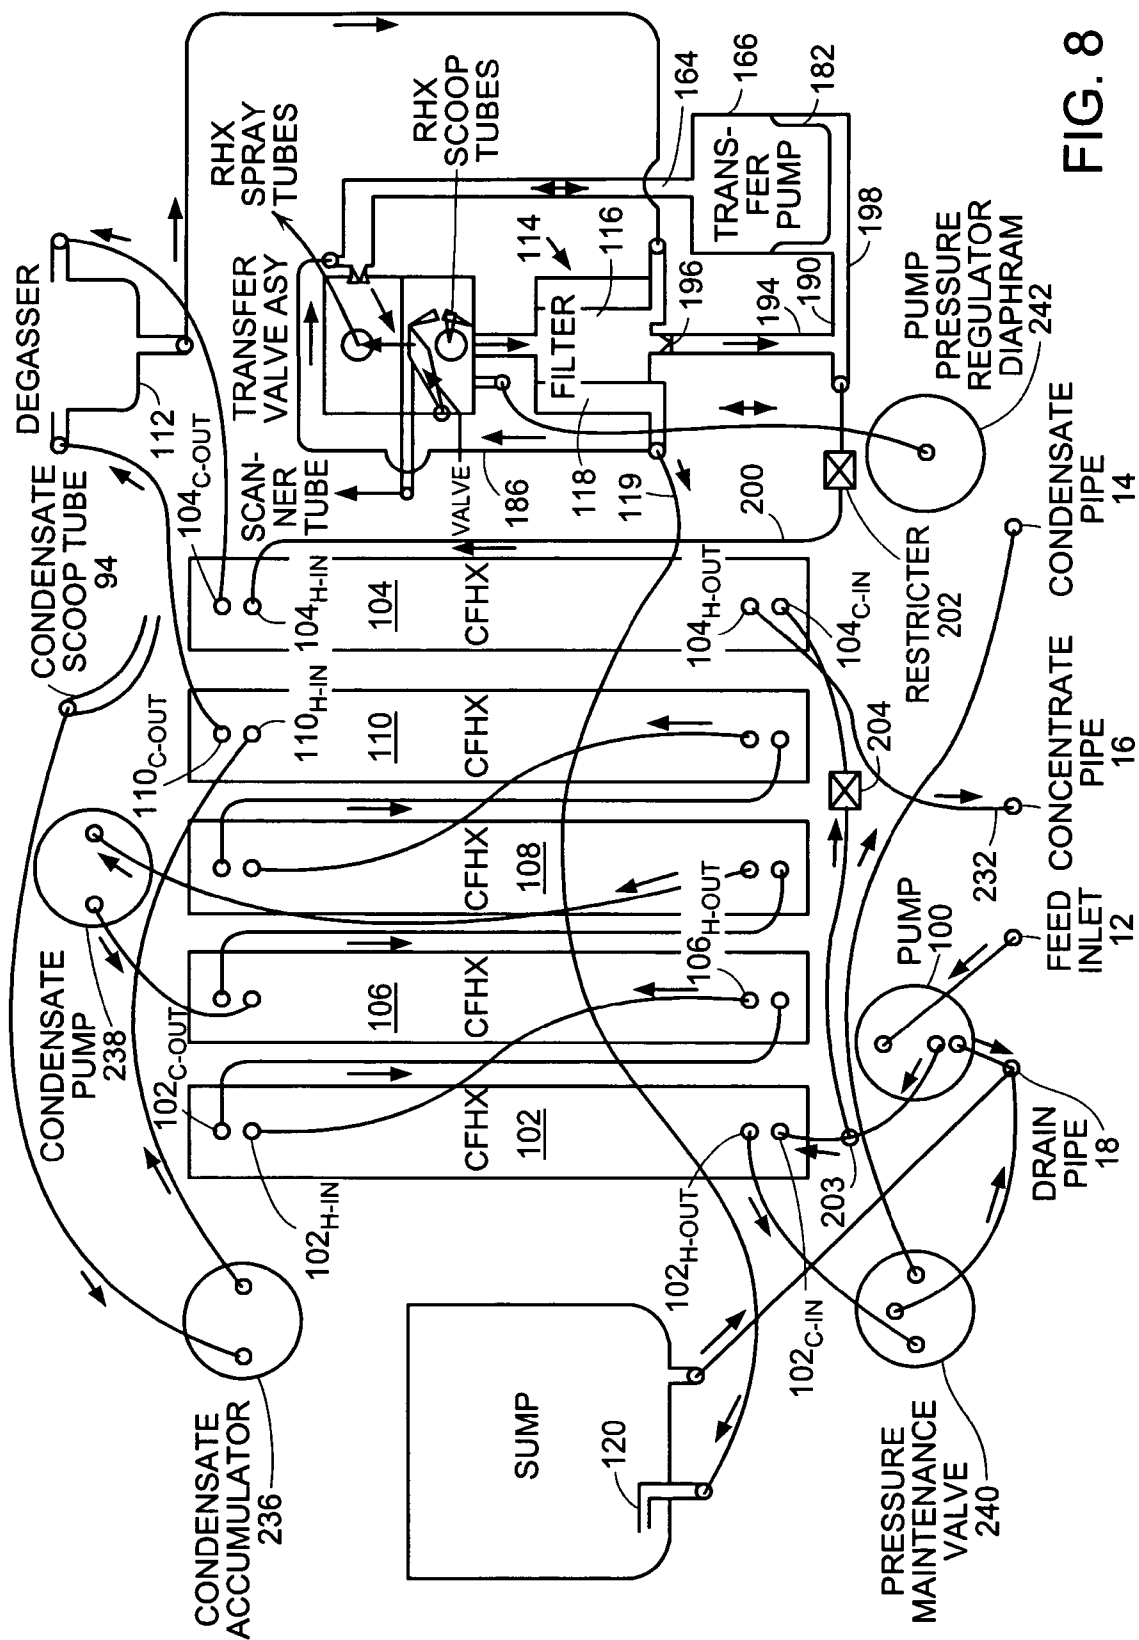 CONDENSATE
ACCUMULATOR
236
CONDENSATE
PUMP
238
CONDENSATE
SCOOP TUBE
94
DEGASSER
112
110C-OUT
104C-OUT
102C-OUT
102H-IN
110H-IN
104H-IN
SCAN-
NER
TUBE
TRANSFER
VALVE ASY
RHX
SPRAY
TUBES
RHX
SCOOP
TUBES
VALVE
186
FILTER
114
116
118
119
196
194
190
198
164
166
182
TRANS-
FER
PUMP
CFHX
102
CFHX
106
CFHX
108
CFHX
110
CFHX
104
SUMP
120
102H-OUT
102C-IN
106H-OUT
104H-OUT
104C-IN
200
RESTRICTER
202
203
204
PUMP
100
232
PRESSURE
MAINTENANCE
VALVE
240
DRAIN
PIPE
18
FEED
INLET
12
CONCENTRATE
PIPE
16
CONDENSATE
PIPE
14
PUMP
PRESSURE
REGULATOR
DIAPHRAM
242
FIG. 8